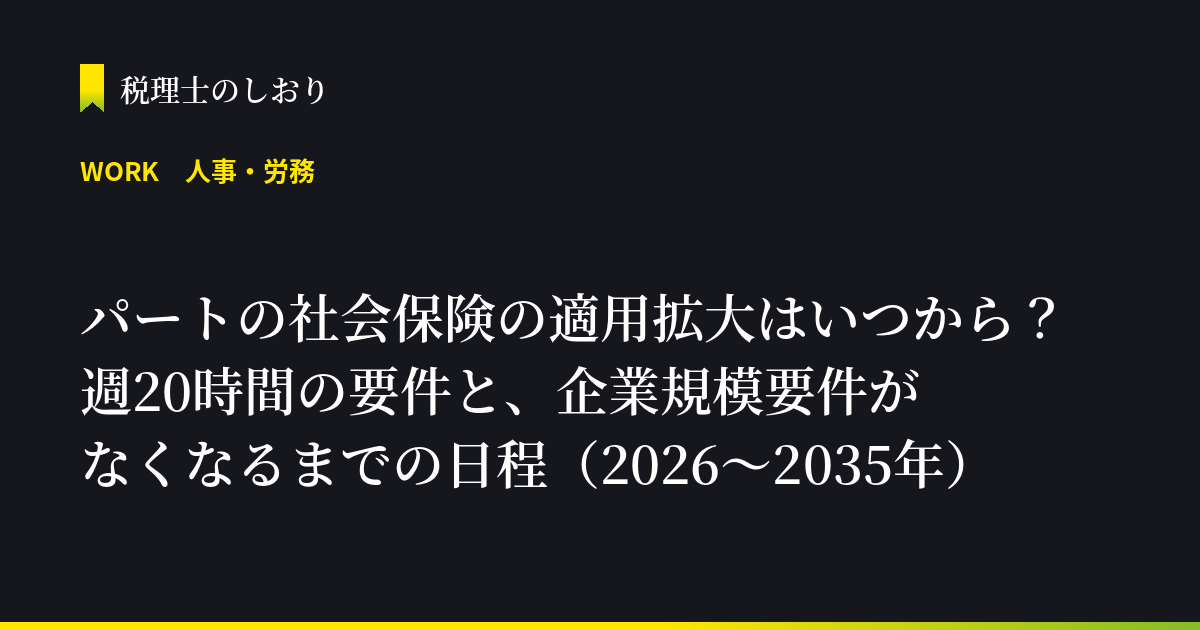 税理士のしおり
WORK　人事・労務
パートの社会保険の適用拡大はいつから？
週20時間の要件と、企業規模要件が
なくなるまでの日程（2026〜2035年）